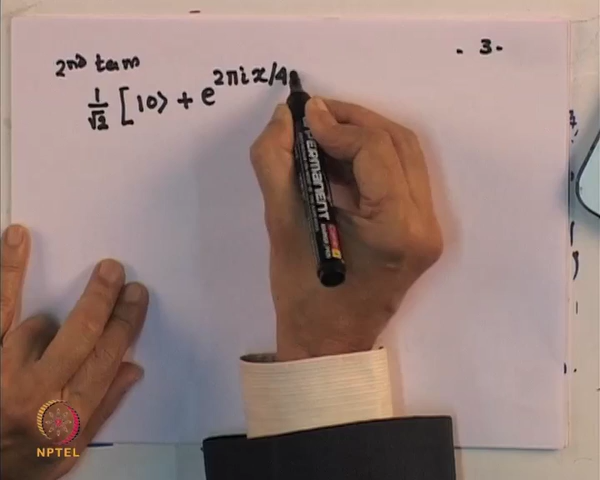 . 3.
2nd term
1/√2 [|0> + e^2πix/4
PERMANENT
NPTEL